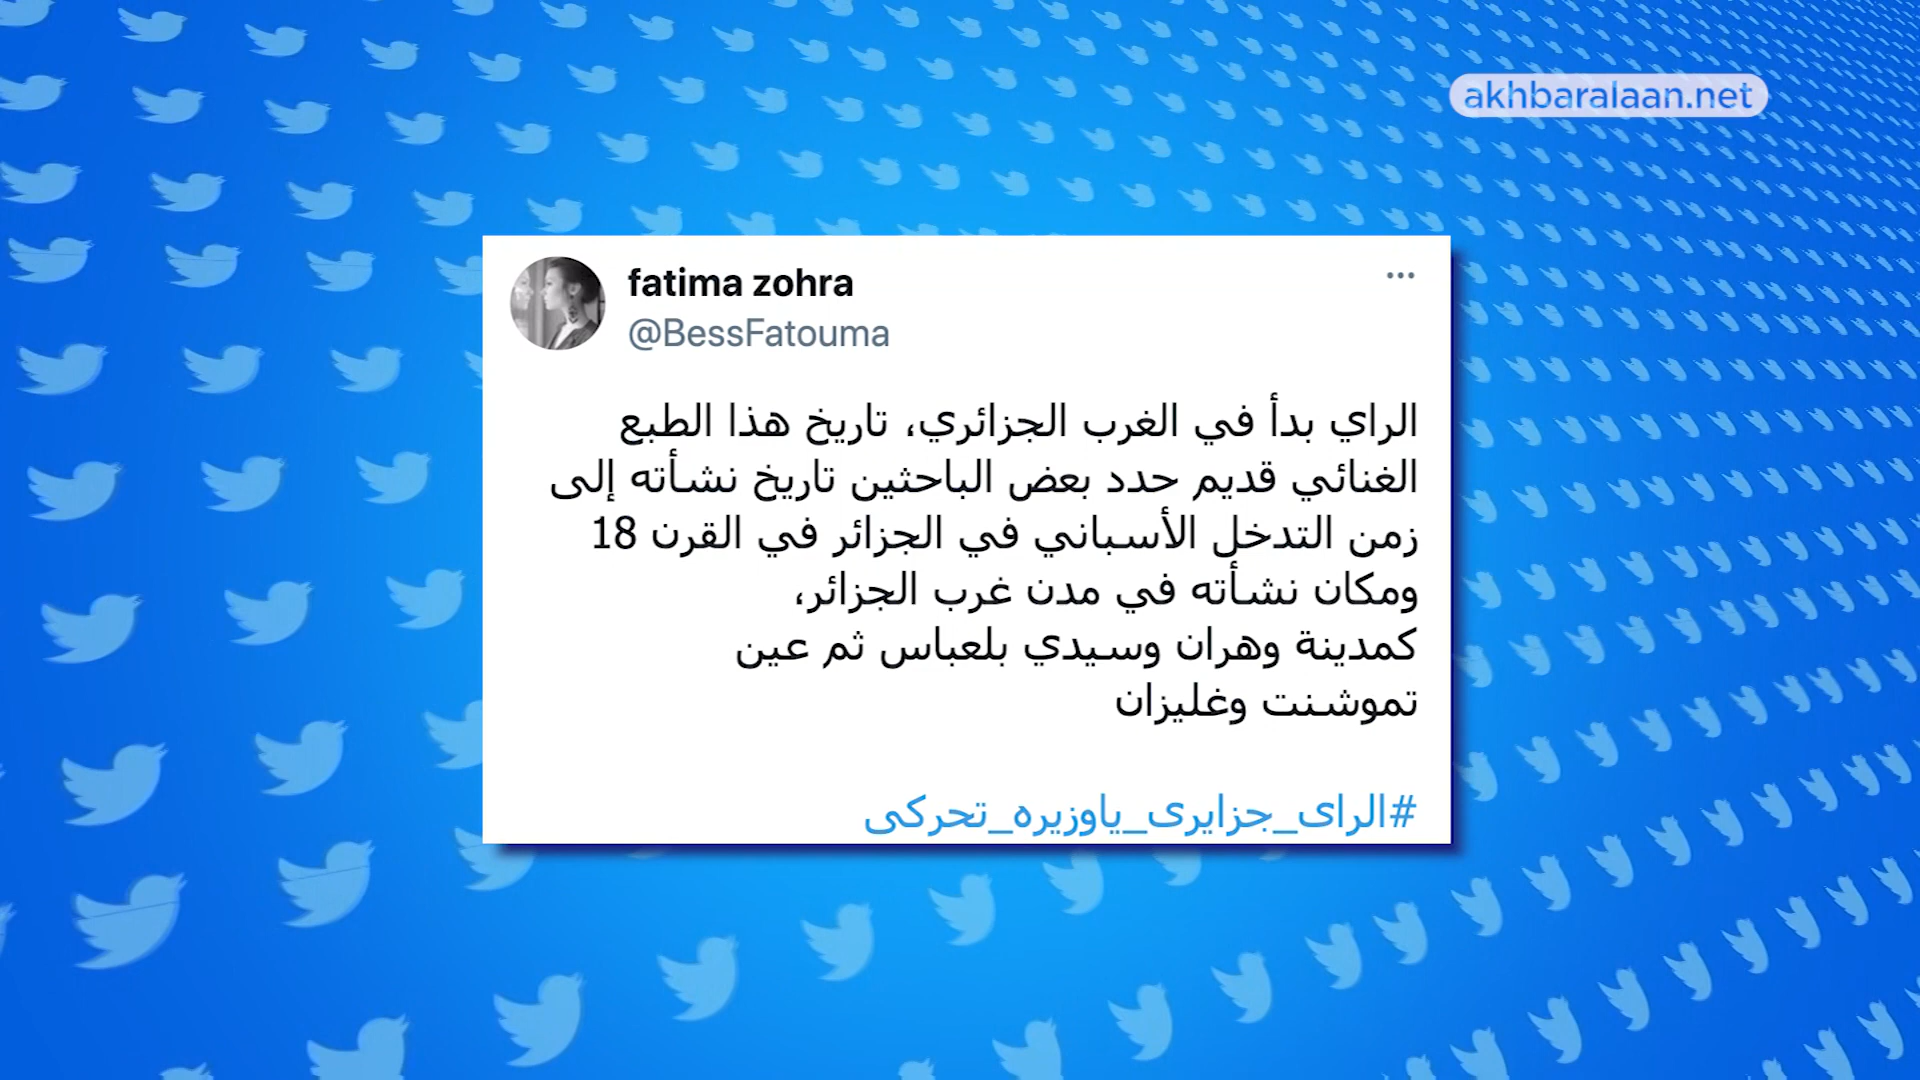 akhbaralaan.net
fatima zohra
@BessFatouma
الراي بدأ في الغرب الجزائري، تاريخ هذا الطبع
الغنائي قديم حدد بعض الباحثين تاريخ نشأته إلى
زمن التدخل الأسباني في الجزائر في القرن 18
ومكان نشأته في مدن غرب الجزائر،
كمدينة وهران وسيدي بلعباس ثم عين
تموشنت وغليزان
#الراى_جزايرى_ياوزيره_تحركى